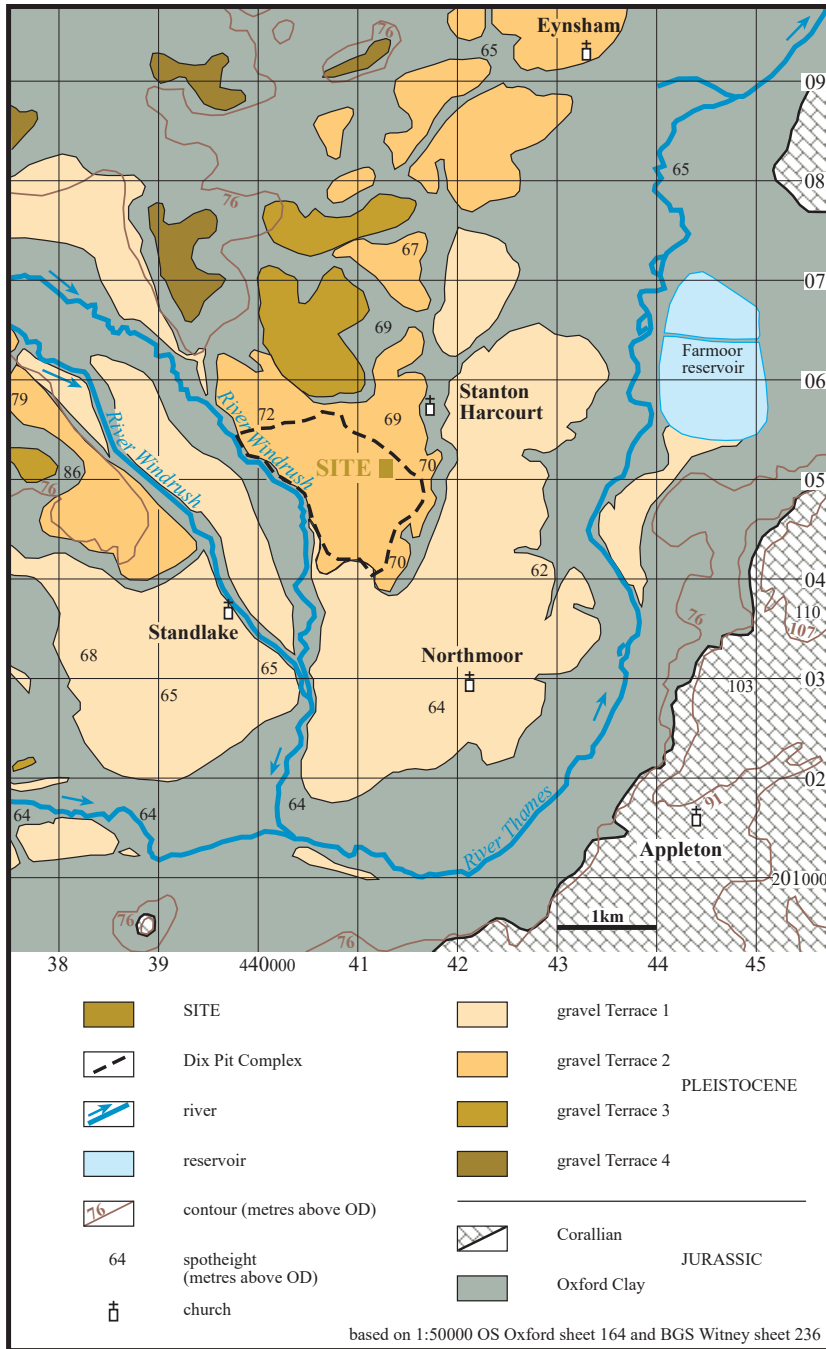 Eynsham
76
65
09
65
08
76
67
07
69
Farmoor
reservoir
06
79
Stanton
Harcourt
72
69
River Windrush
River Windrush
SITE
70
86
05
76
70
62
04
76
110
107
Standlake
Northmoor
68
65
65
03
103
64
02
64
64
64
91
River Thames
Appleton
201000
76
76
1km
38
39
440000
41
42
43
44
45
SITE
gravel Terrace 1
Dix Pit Complex
gravel Terrace 2
PLEISTOCENE
river
gravel Terrace 3
reservoir
gravel Terrace 4
76
contour (metres above OD)
64
spotheight
(metres above OD)
Corallian
JURASSIC
Oxford Clay
church
based on 1:50000 OS Oxford sheet 164 and BGS Witney sheet 236